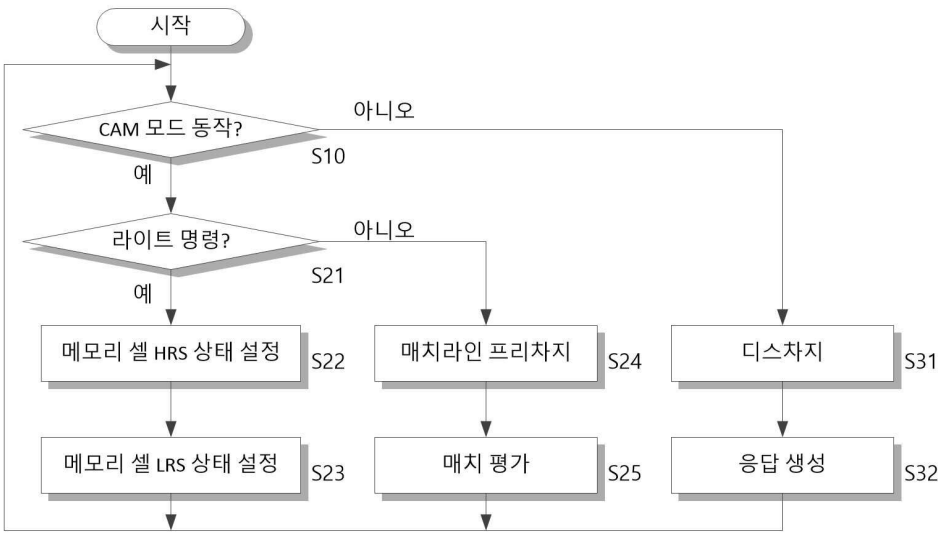 시작
CAM 모드 동작?
아니오
S10
예
라이트 명령?
아니오
S21
예
메모리 셀 HRS 상태 설정
S22
매치라인 프리차지
S24
디스차지
S31
메모리 셀 LRS 상태 설정
S23
매치 평가
S25
응답 생성
S32